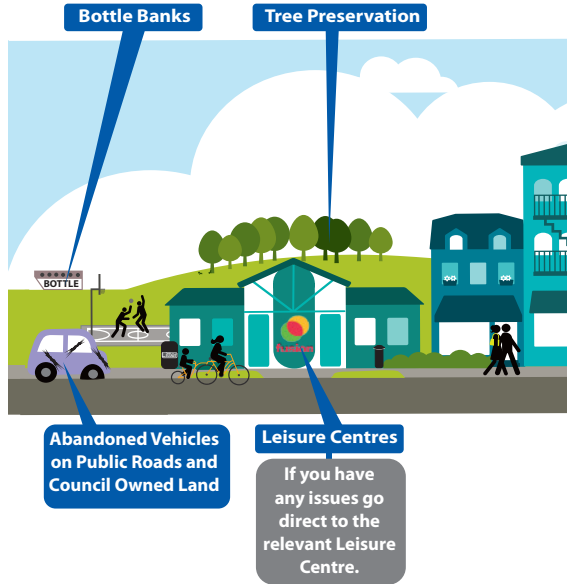 Bottle Banks
Tree Preservation
BOTTLE
Abandoned Vehicles
on Public Roads and
Council Owned Land
Leisure Centres
If you have
any issues go
direct to the
relevant Leisure
Centre.